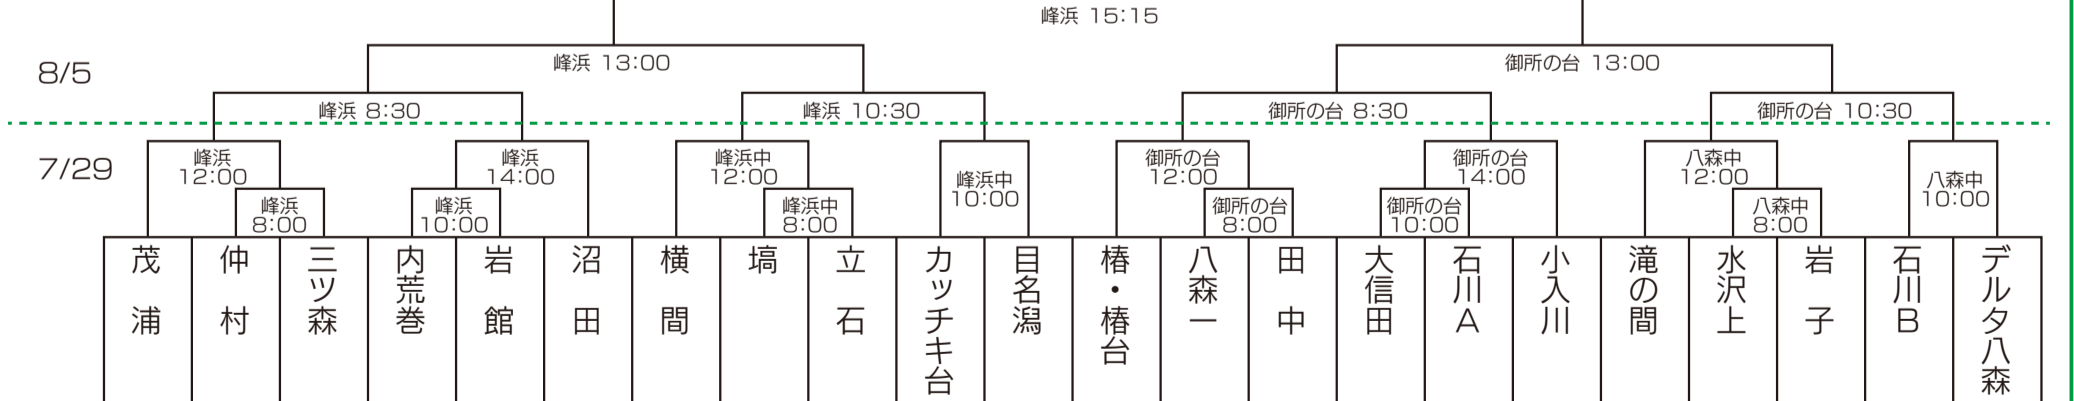 峰浜 15:15
峰浜 13:00
御所の台 13:00
8/5
峰浜 8:30
峰浜 10:30
御所の台 8:30
御所の台 10:30
7/29
峰浜
12:00
峰浜
14:00
峰浜中
12:00
峰浜中
10:00
御所の台
12:00
御所の台
14:00
八森中
12:00
八森中
10:00
峰浜
8:00
峰浜
10:00
峰浜中
8:00
御所の台
8:00
御所の台
10:00
八森中
8:00
茂浦
仲村
三ツ森
内荒巻
岩館
沼田
横間
塙
立石
カッチキ台
目名潟
椿・椿台
八森一
田中
大信田
石川A
小入川
滝の間
水沢上
岩子
石川B
デルタ八森